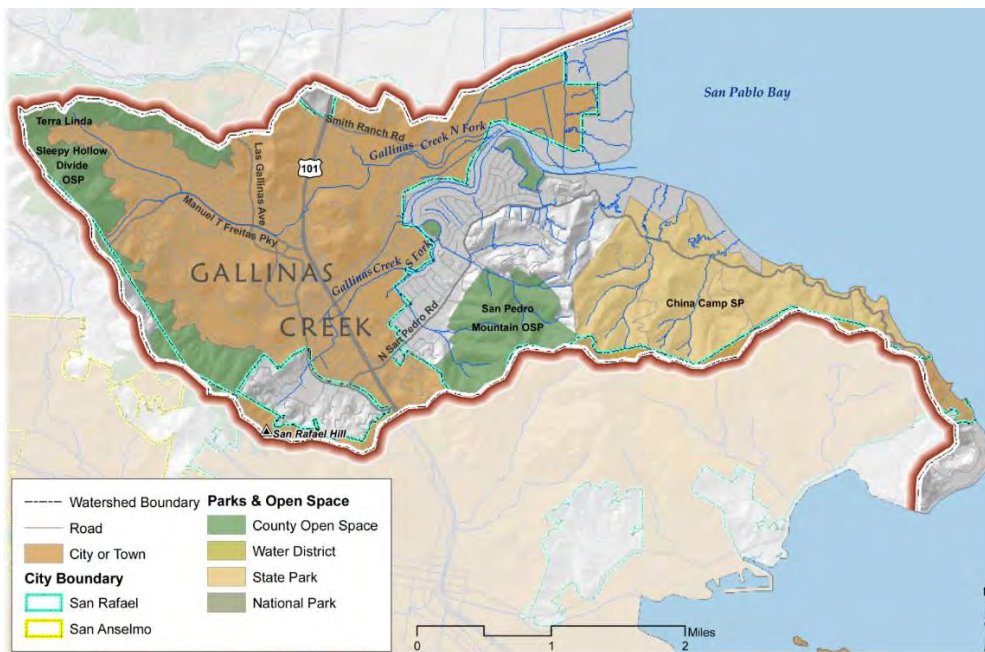 San Pablo Bay
Terra Linda
Sleepy Hollow
Divide
OSP
Smith Ranch Rd
Gallinas Creek N Fork
Las Gallinas Ave
101
Manuel T Freitas Pky
GALLINAS
CREEK
Gallinas Creek S Fork
N San Pedro Rd
San Pedro
Mountain OSP
China Camp SP
San Rafael Hill
Watershed Boundary
Road
City or Town
City Boundary
San Rafael
San Anselmo
Parks & Open Space
County Open Space
Water District
State Park
National Park
0 1 2
Miles